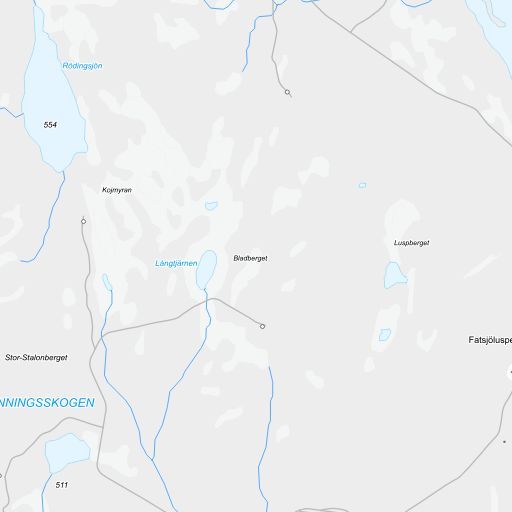 Rödingsjön
554
Kojmyran
Luspberget
Bladberget
Långtjärnen
Fatsjöluspe
Stor-Stalonberget
NNINGSSKOGEN
511